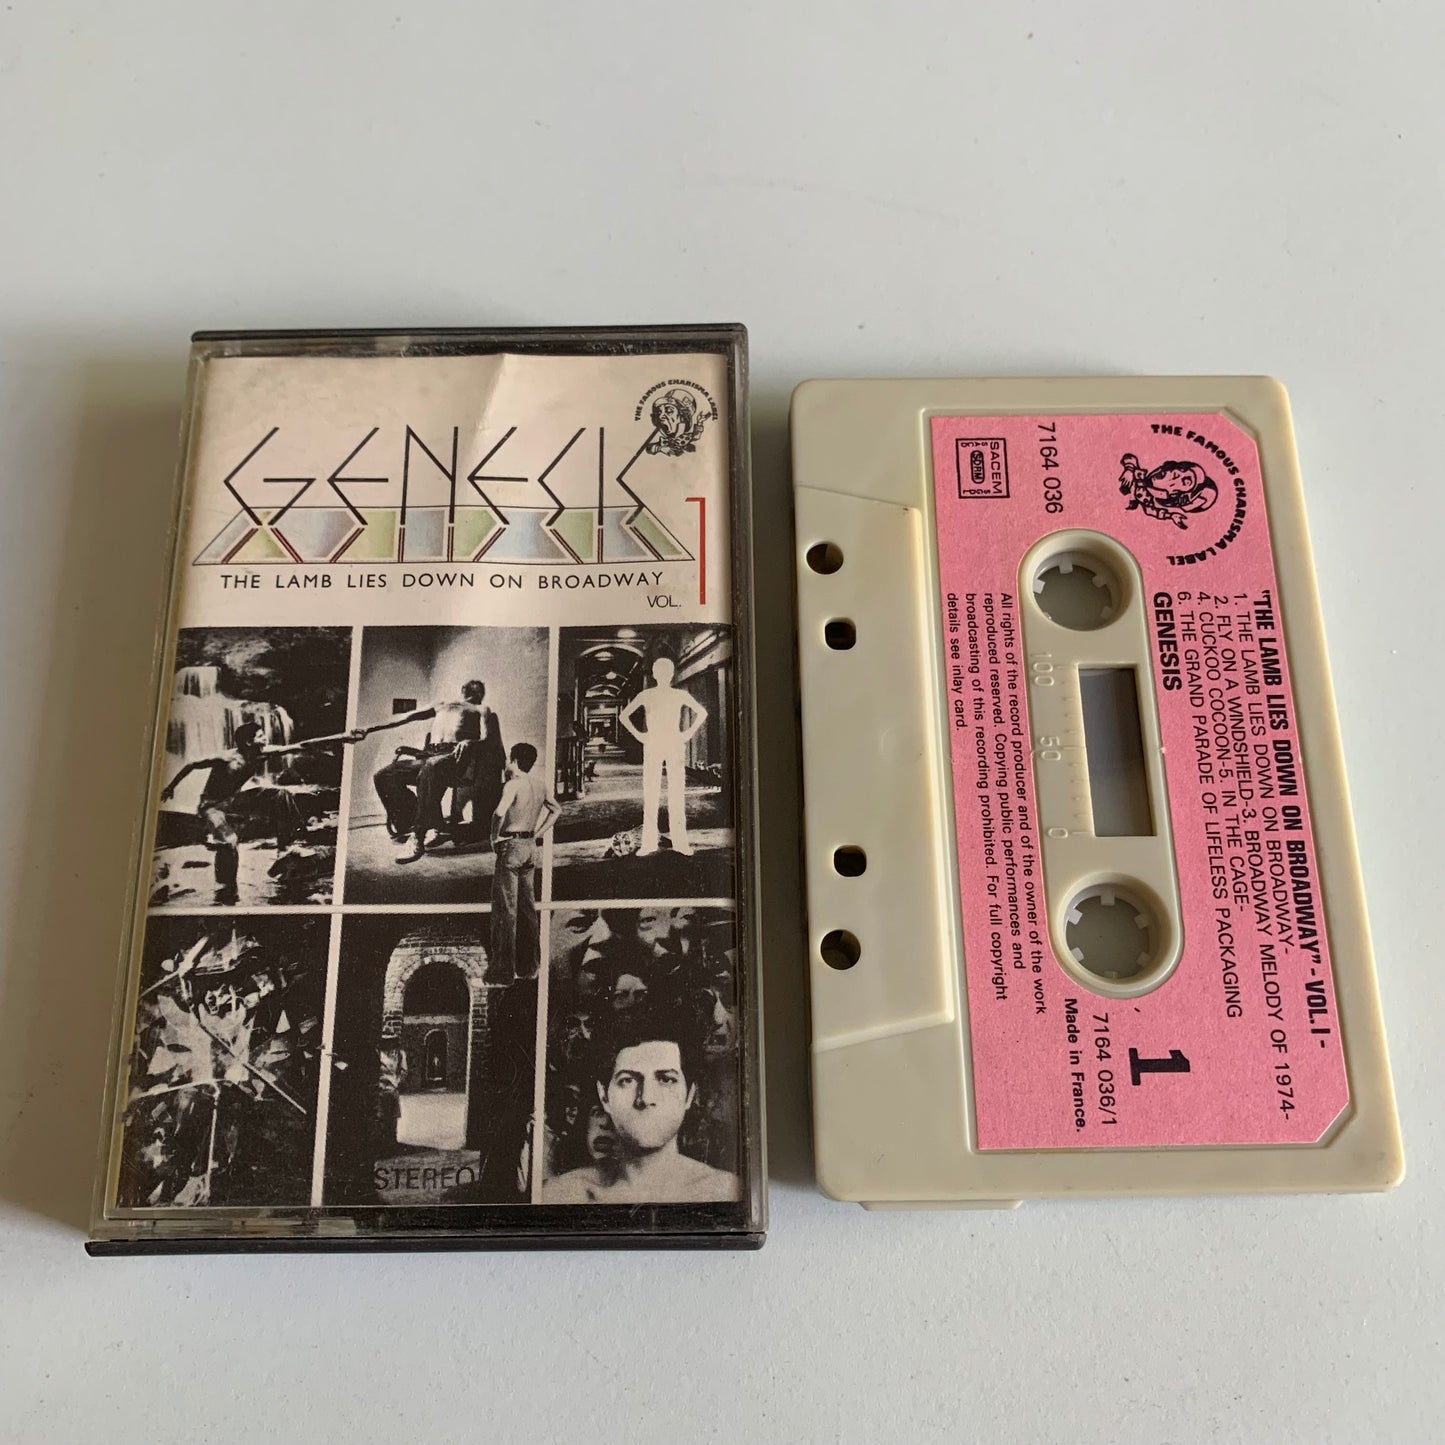 THE FAMOUS CHARISMA LABEL
GENESIS
THE LAMB LIES DOWN ON BROADWAY
VOL. 1
STEREO
THE FAMOUS CHARISMA LABEL
"THE LAMB LIES DOWN ON BROADWAY" - VOL. I -
1. THE LAMB LIES DOWN ON BROADWAY-
2. FLY ON A WINDSHIELD-3. BROADWAY MELODY OF 1974-
4. CUCKOO COCOON-5. IN THE CAGE-
6. THE GRAND PARADE OF LIFELESS PACKAGING
GENESIS
7164 036
SACEM
SDRM
1
7164 036/1
Made in France.
100 50 0
All rights of the record producer and of the owner of the work
reproduced reserved. Copying public performances and
broadcasting of this recording prohibited. For full copyright
details see inlay card.